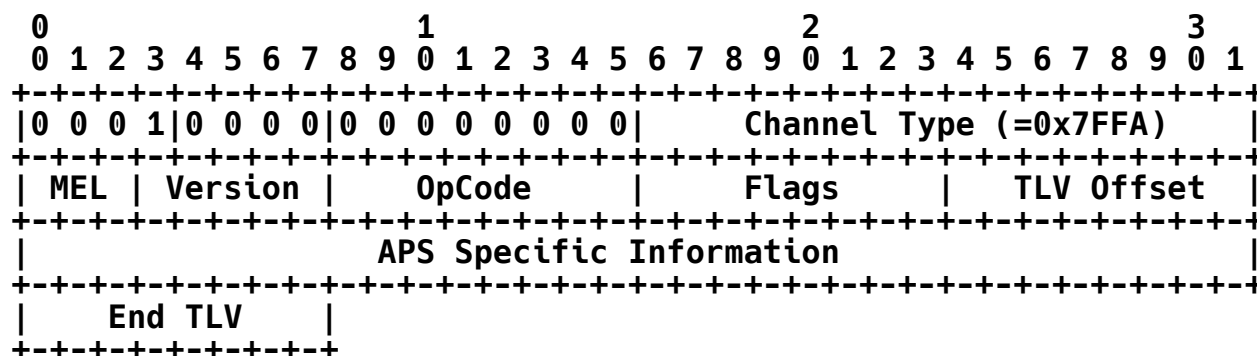 0                   1                   2                   3
 0 1 2 3 4 5 6 7 8 9 0 1 2 3 4 5 6 7 8 9 0 1 2 3 4 5 6 7 8 9 0 1
+-+-+-+-+-+-+-+-+-+-+-+-+-+-+-+-+-+-+-+-+-+-+-+-+-+-+-+-+-+-+-+-+
|0 0 0 1|0 0 0 0|0 0 0 0 0 0 0 0|     Channel Type (=0x7FFA)    |
+-+-+-+-+-+-+-+-+-+-+-+-+-+-+-+-+-+-+-+-+-+-+-+-+-+-+-+-+-+-+-+-+
| MEL | Version |    OpCode     |     Flags     |   TLV Offset  |
+-+-+-+-+-+-+-+-+-+-+-+-+-+-+-+-+-+-+-+-+-+-+-+-+-+-+-+-+-+-+-+-+
|                  APS Specific Information                     |
+-+-+-+-+-+-+-+-+-+-+-+-+-+-+-+-+-+-+-+-+-+-+-+-+-+-+-+-+-+-+-+-+
|    End TLV    |
+-+-+-+-+-+-+-+-+